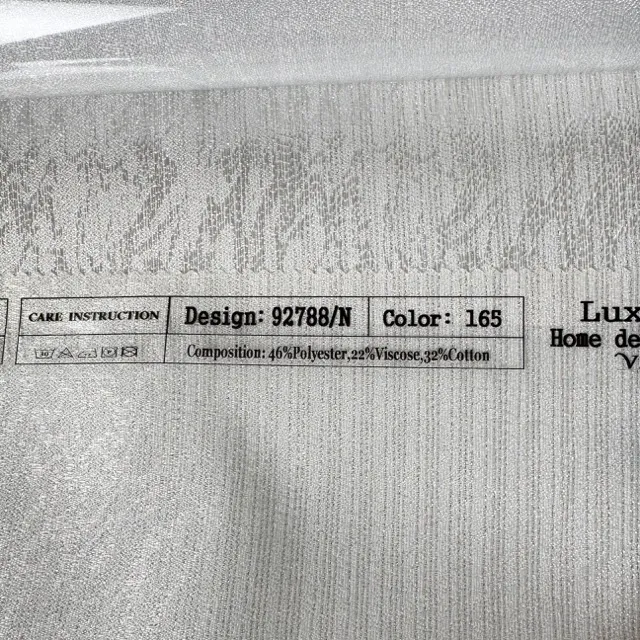 CARE INSTRUCTION
Design: 92788/N
Color: 165
Composition: 46%Polyester,22%Viscose,32%Cotton
Lux
Home de